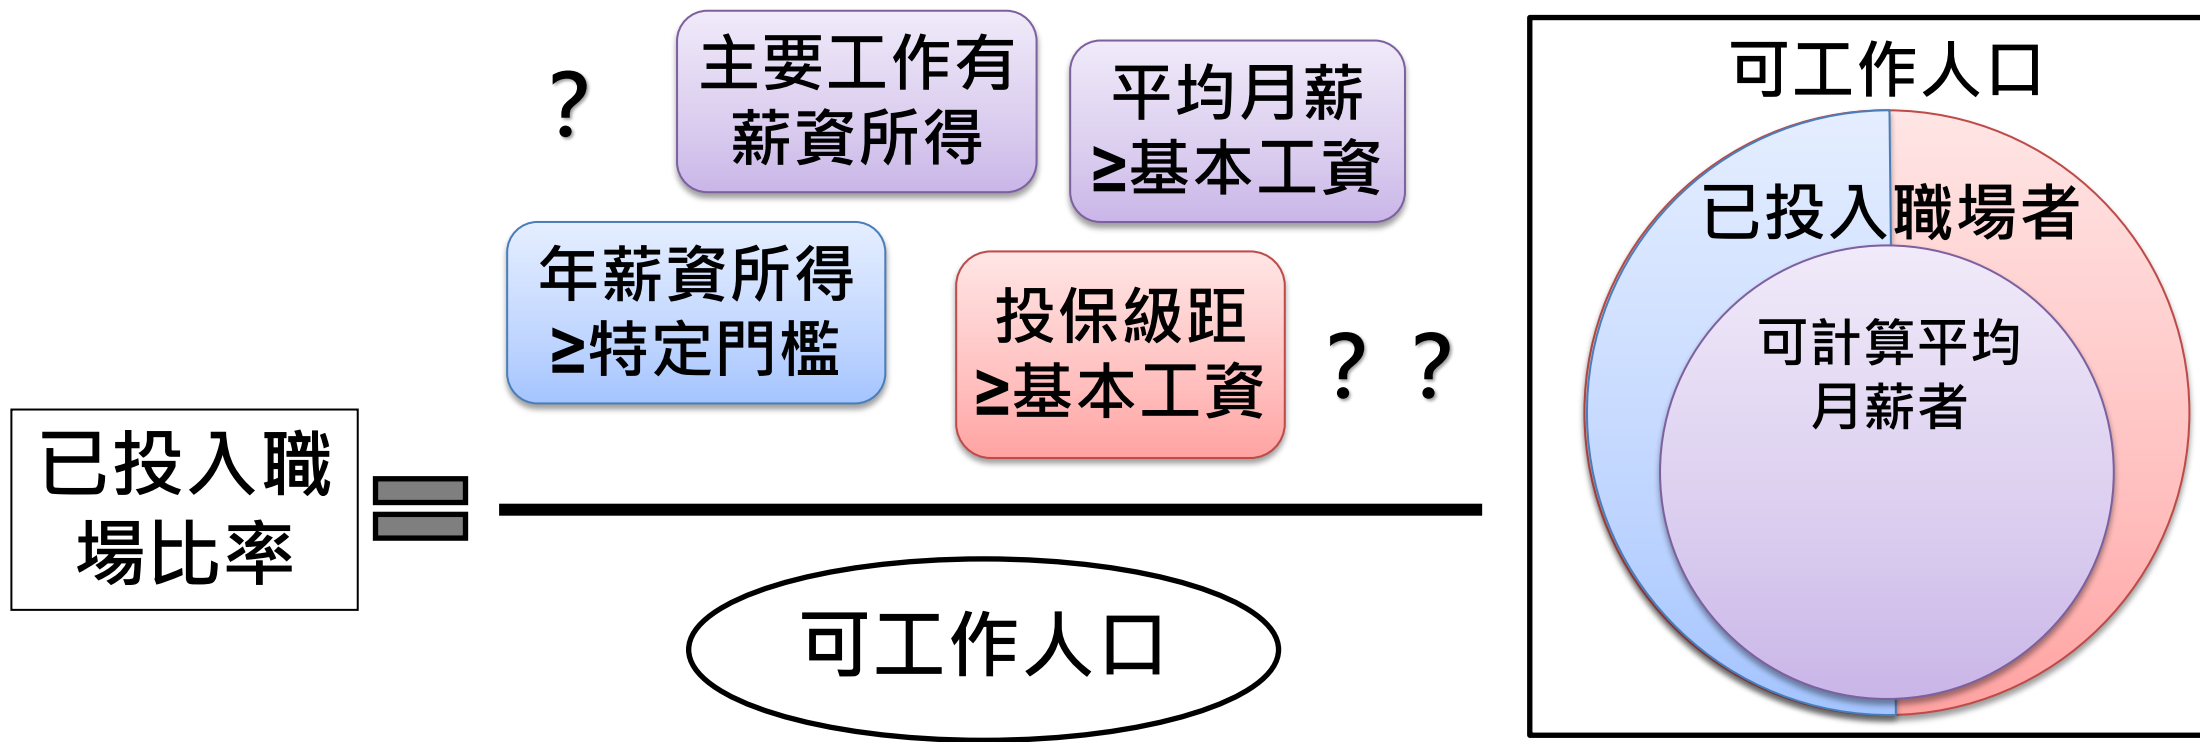 ?
主要工作有
薪資所得
平均月薪
≥基本工資
年薪資所得
≥特定門檻
投保級距
≥基本工資
? ?
已投入職
場比率
可工作人口
可工作人口
已投入職場者
可計算平均
月薪者